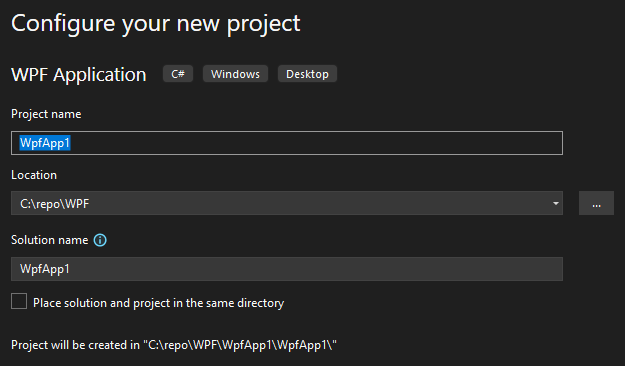 Configure your new project
WPF Application C# Windows Desktop
Project name
WpfApp1
Location
C:\repo\WPF ...
Solution name
WpfApp1
Place solution and project in the same directory
Project will be created in "C:\repo\WPF\WpfApp1\WpfApp1\"